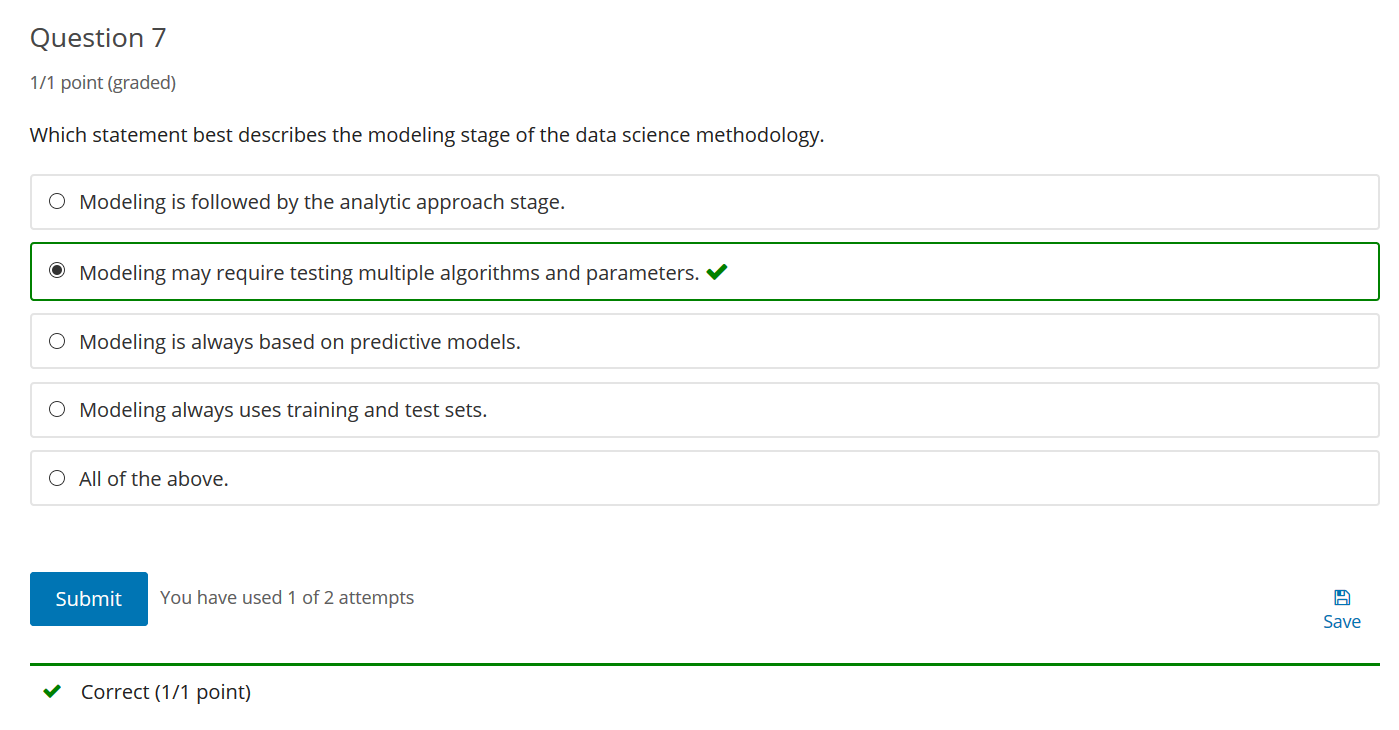 Question 7
1/1 point (graded)
Which statement best describes the modeling stage of the data science methodology.
Modeling is followed by the analytic approach stage.
Modeling may require testing multiple algorithms and parameters.
Modeling is always based on predictive models.
Modeling always uses training and test sets.
All of the above.
Submit
You have used 1 of 2 attempts
Save
Correct (1/1 point)